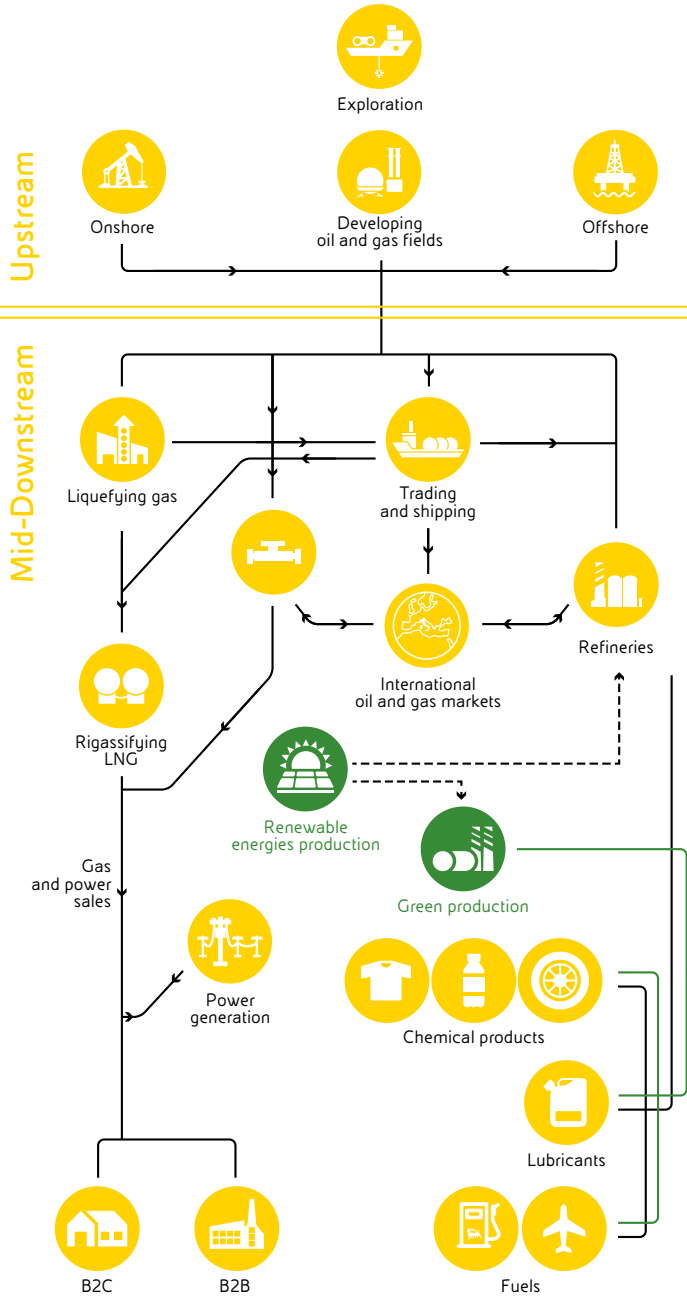 Exploration
Upstream
Onshore
Developing
oil and gas fields
Offshore
Mid-Downstream
Liquefying gas
Trading
and shipping
Refineries
International
oil and gas markets
Rigassifying
LNG
Renewable
energies production
Gas
and power
sales
Green production
Power
generation
Chemical products
Lubricants
B2C
B2B
Fuels